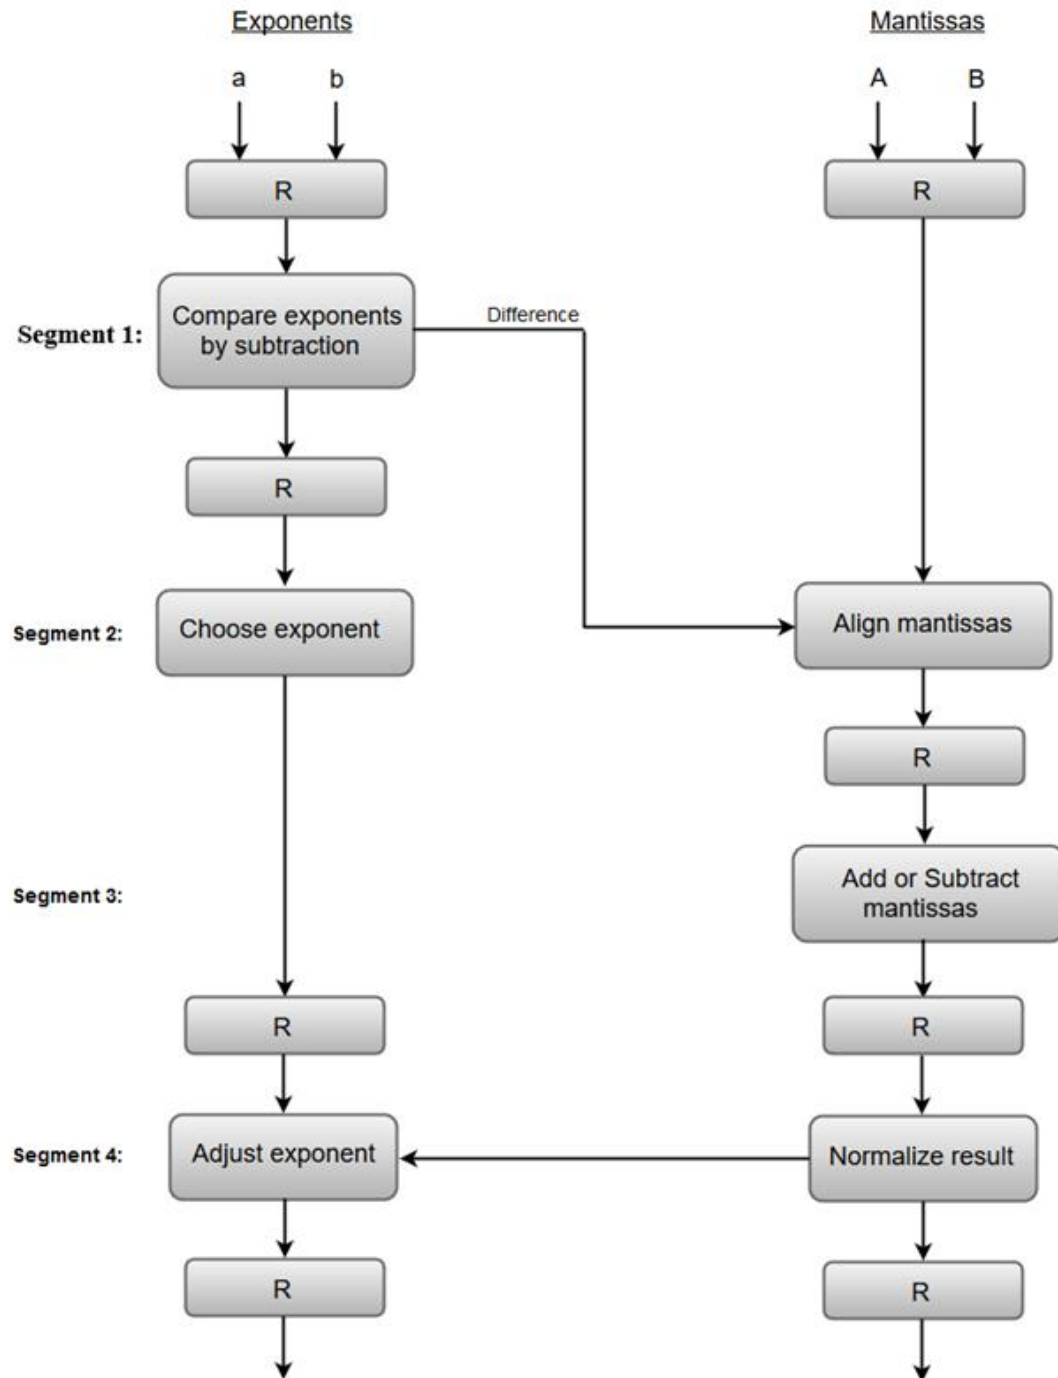 Exponents
Mantissas
a
b
A
B
R
R
Segment 1:
Compare exponents
by subtraction
Difference
R
Segment 2:
Choose exponent
Align mantissas
R
Segment 3:
Add or Subtract
mantissas
R
R
Segment 4:
Adjust exponent
Normalize result
R
R